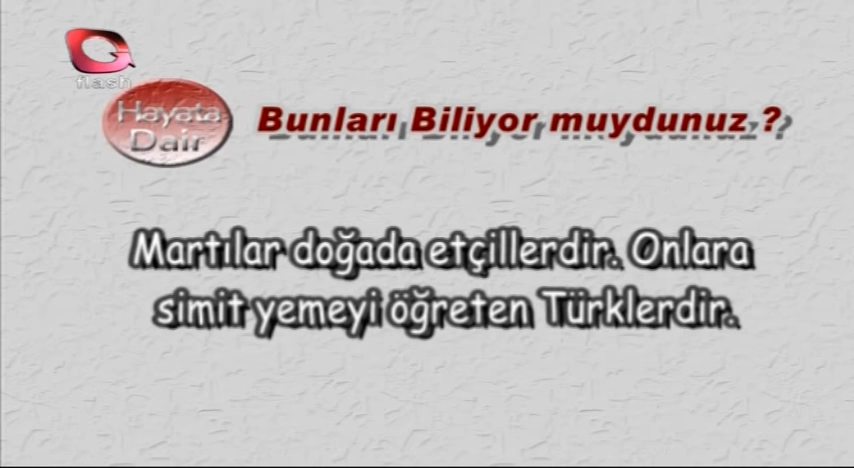 flash
Hayata
Dair
Bunları Biliyor muydunuz ?
Martılar doğada etçillerdir. Onlara
simit yemeyi öğreten Türklerdir.